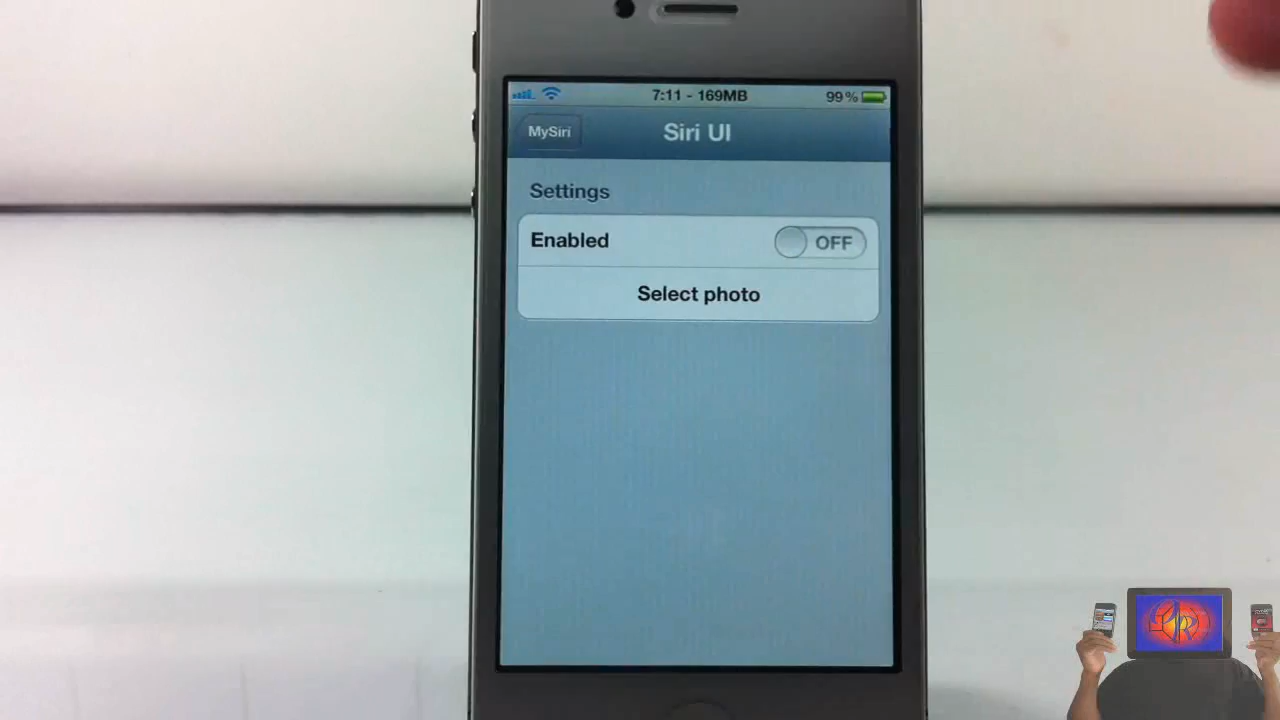 7:11 - 169MB
99%
MySiri
Siri UI
Settings
Enabled
OFF
Select photo